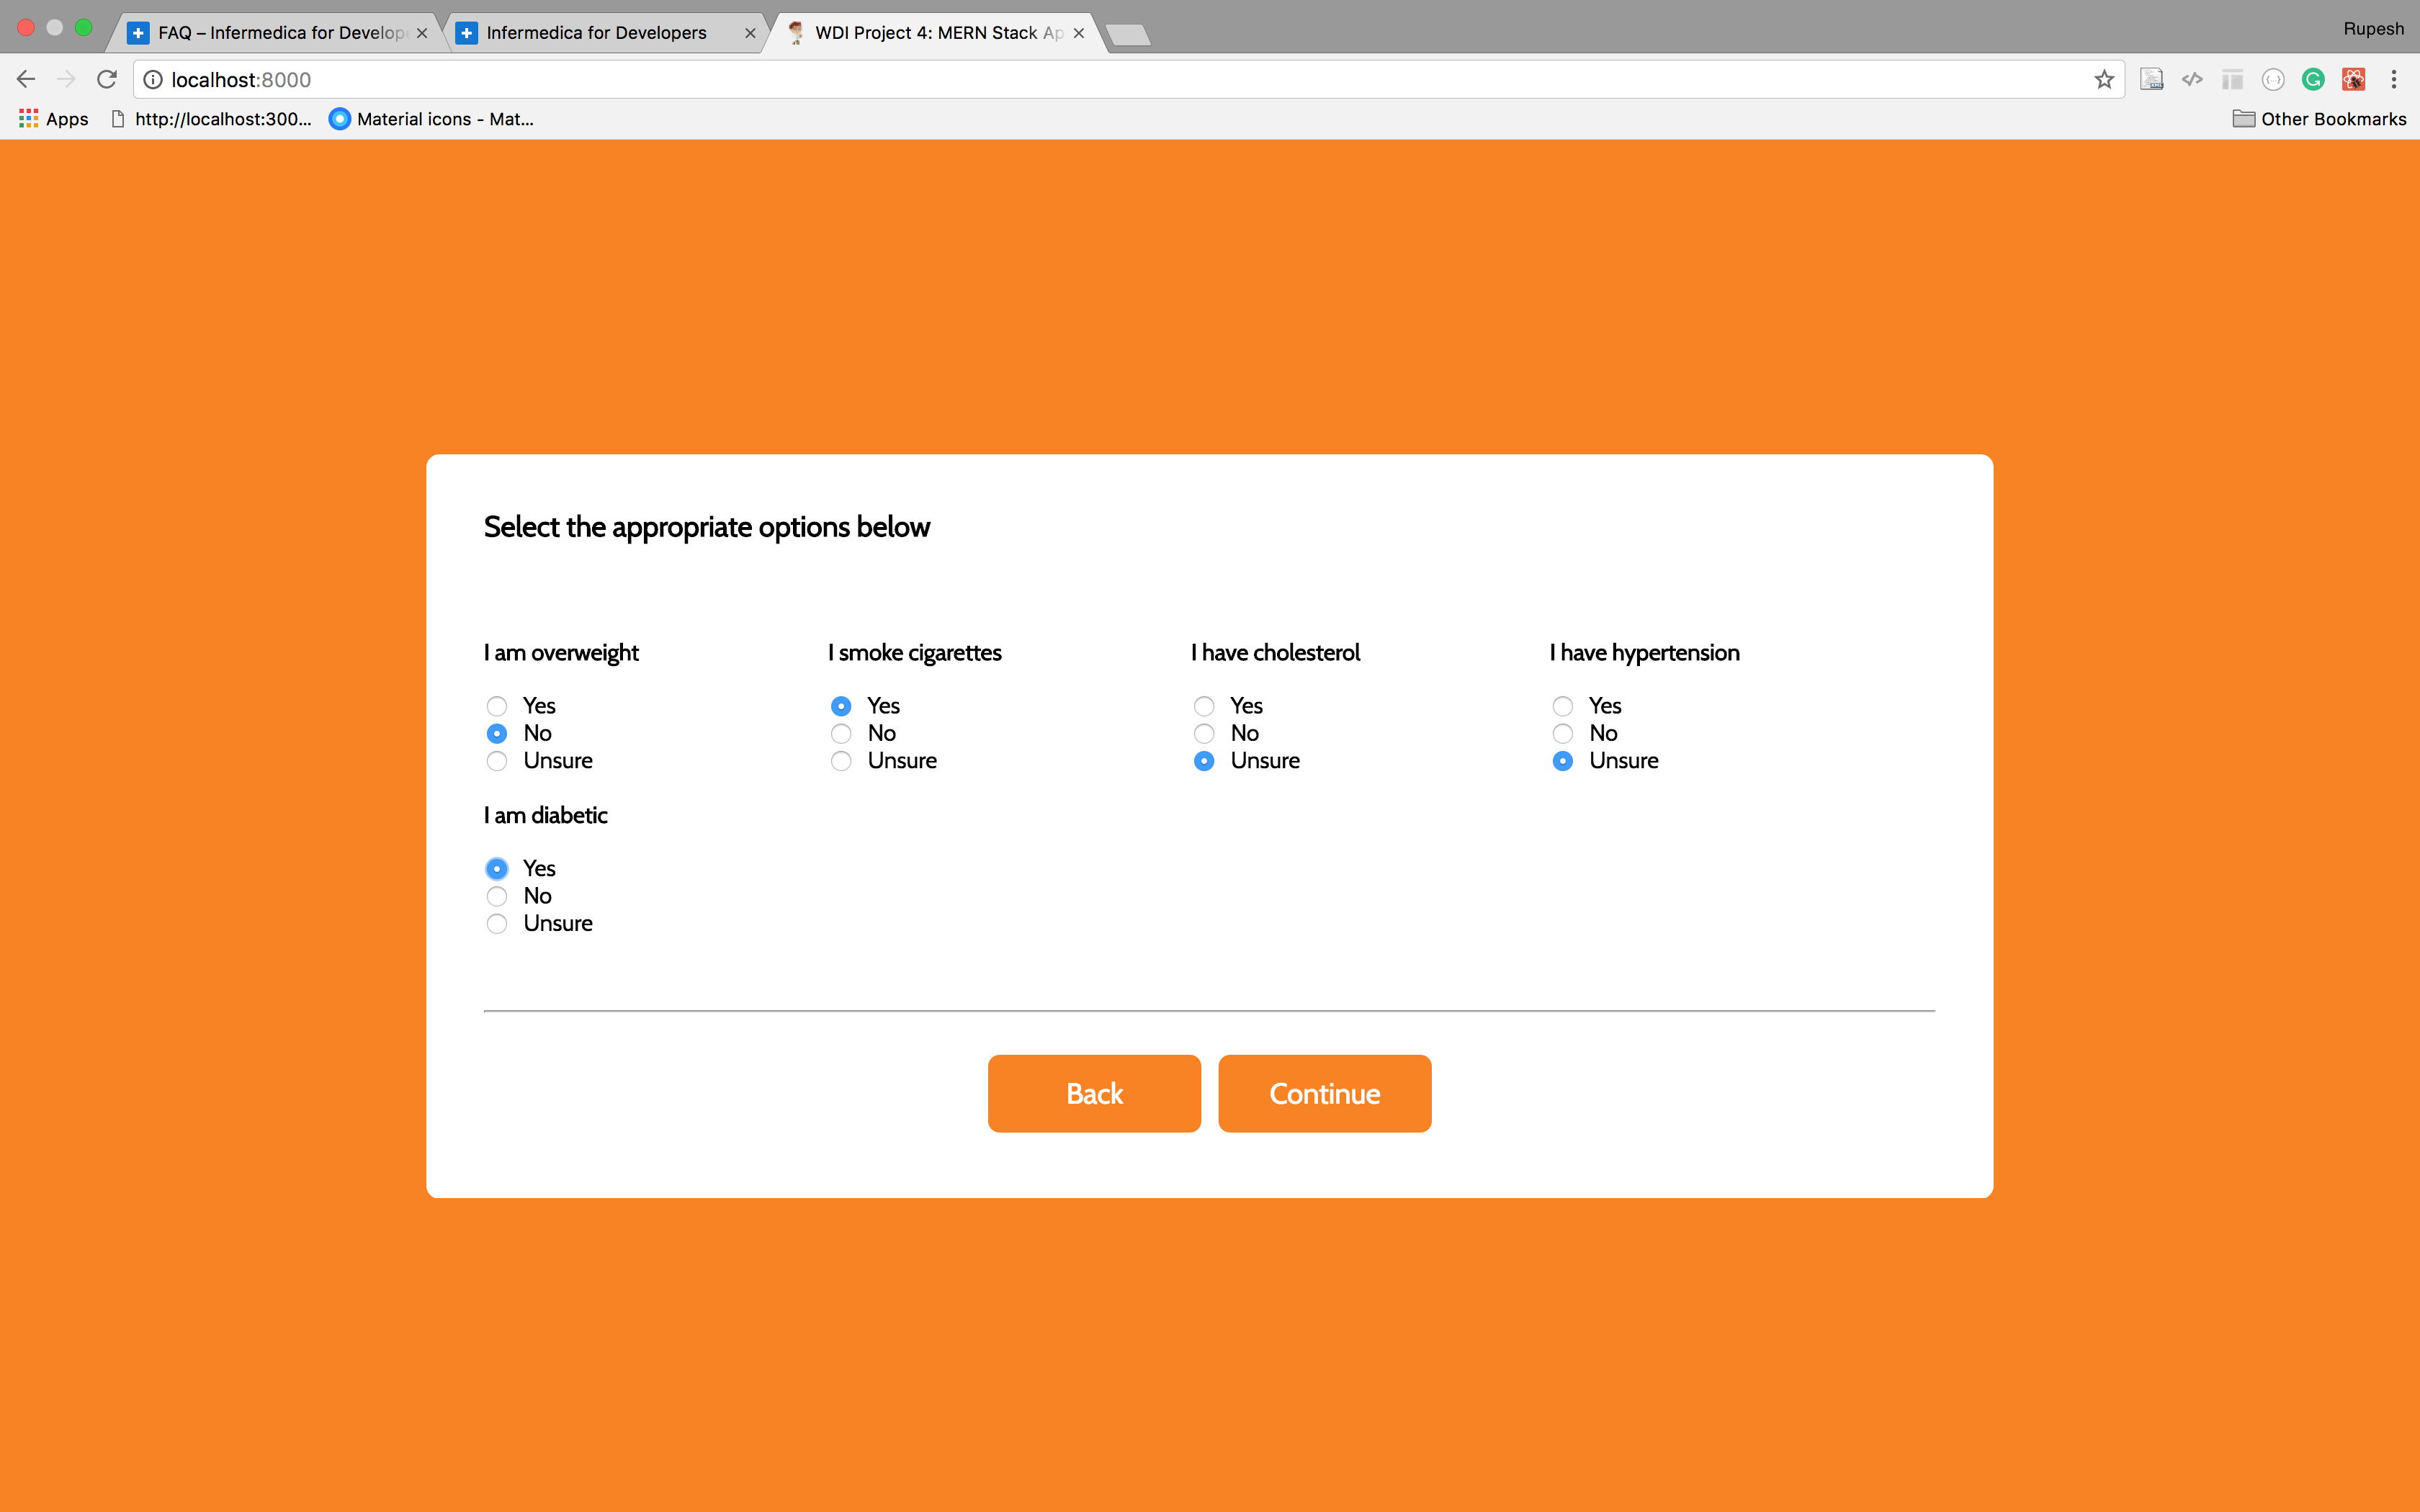 FAQ – Infermedica for Develope
Infermedica for Developers
WDI Project 4: MERN Stack Ap
Rupesh
localhost:8000
Apps
http://localhost:300...
Material icons - Mat...
Other Bookmarks
Select the appropriate options below
I am overweight
Yes
No
Unsure
I smoke cigarettes
Yes
No
Unsure
I have cholesterol
Yes
No
Unsure
I have hypertension
Yes
No
Unsure
I am diabetic
Yes
No
Unsure
Back
Continue